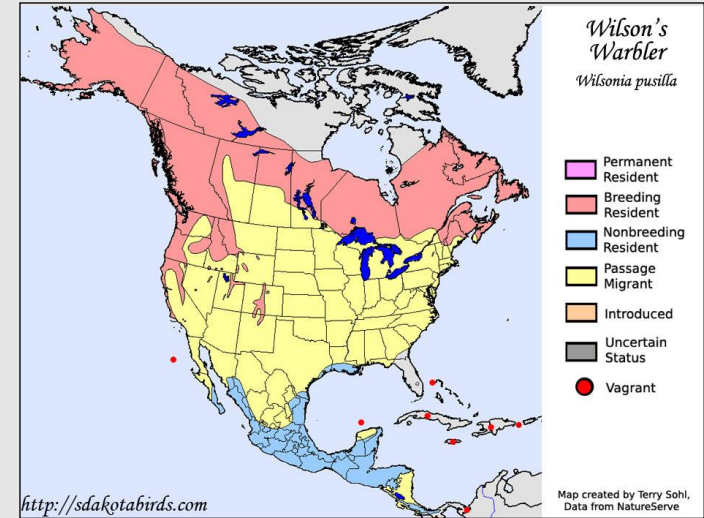 Wilson's
Warbler
Wilsonia pusilla
Permanent
Resident
Breeding
Resident
Nonbreeding
Resident
Passage
Migrant
Introduced
Uncertain
Status
Vagrant
http://sdakotabirds.com
Map created by Terry Sohl,
Data from NatureServe